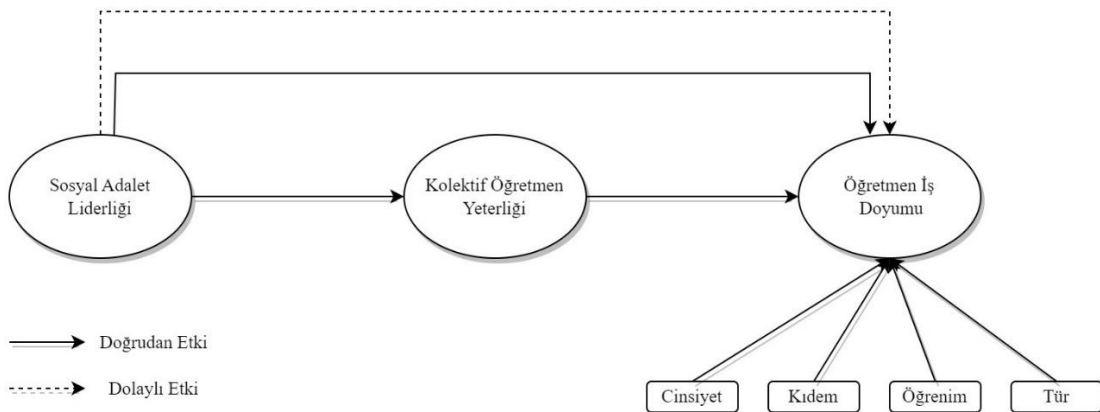 Sosyal Adalet
Liderliği
Kolektif Öğretmen
Yeterliği
Öğretmen İş
Doyumu
Doğrudan Etki
Dolaylı Etki
Cinsiyet
Kıdem
Öğrenim
Tür